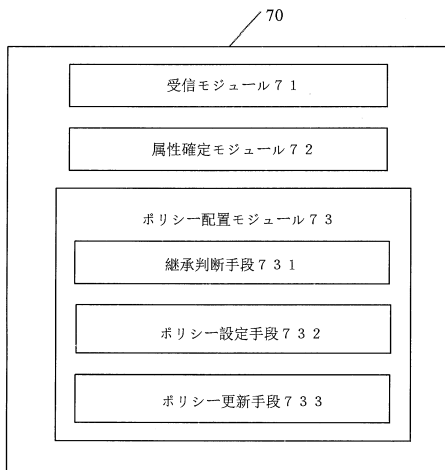 70
受信モジュール７１
属性確定モジュール７２
ポリシー配置モジュール７３
継承判断手段７３１
ポリシー設定手段７３２
ポリシー更新手段７３３